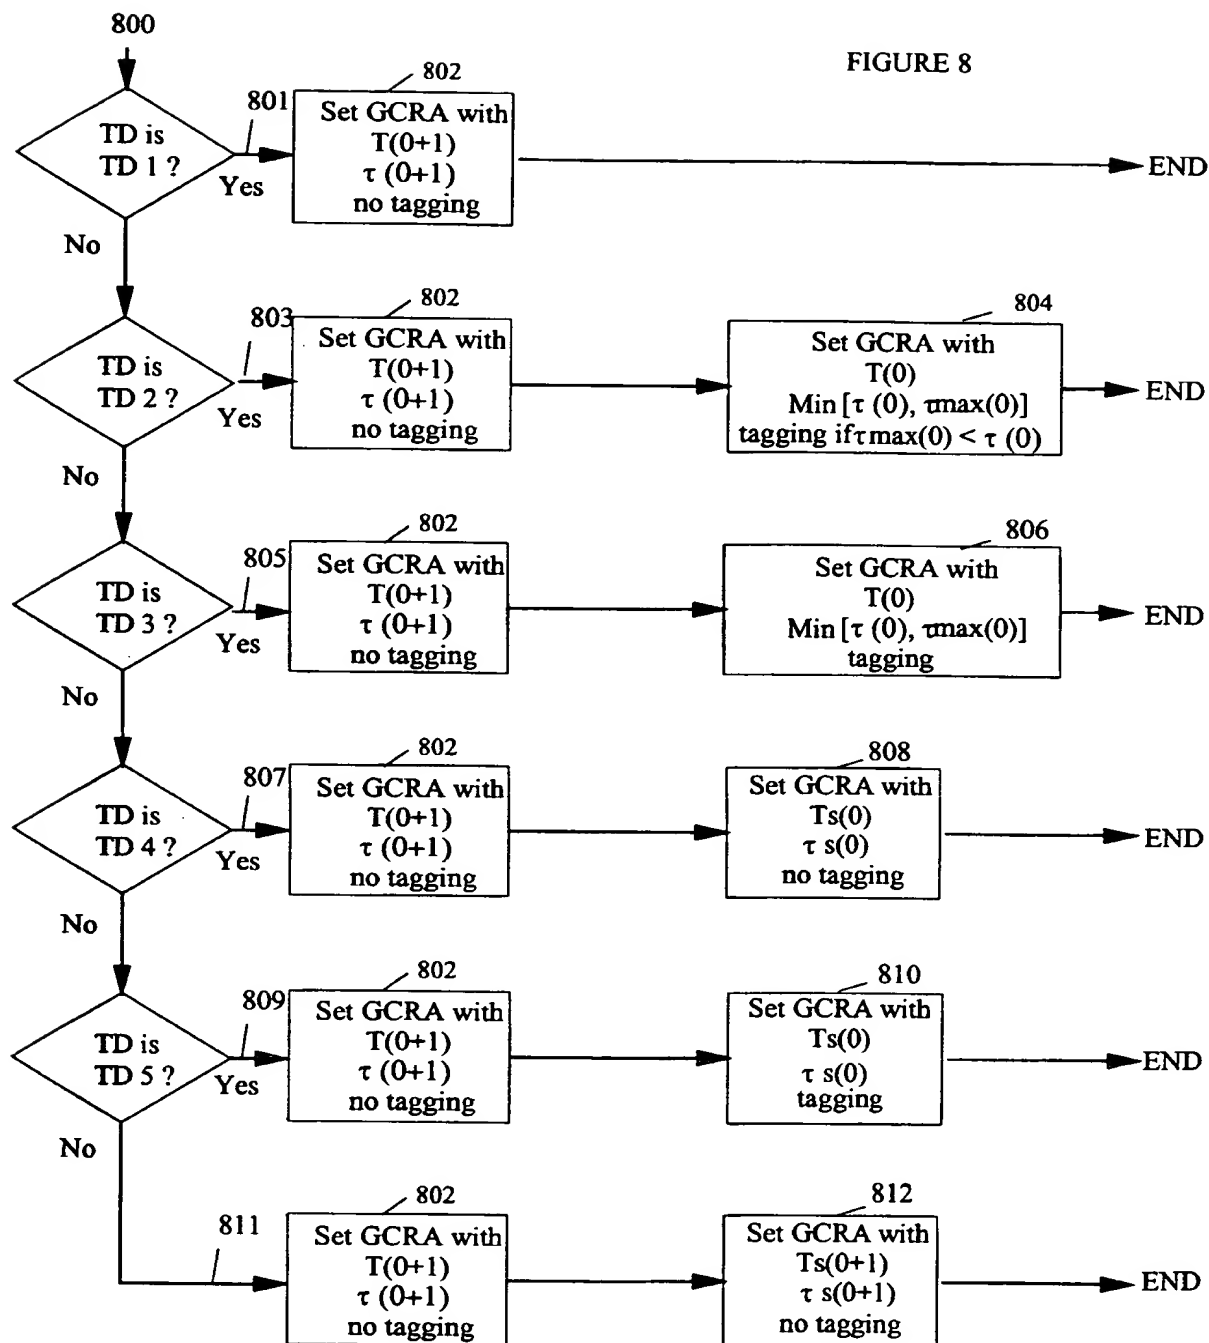 800
FIGURE 8
TD is
TD 1 ?
801
Yes
802
Set GCRA with
T(0+1)
τ (0+1)
no tagging
END
No
TD is
TD 2 ?
803
Yes
802
Set GCRA with
T(0+1)
τ (0+1)
no tagging
804
Set GCRA with
T(0)
Min [τ (0), τmax(0)]
tagging if τmax(0) < τ (0)
END
No
TD is
TD 3 ?
805
Yes
802
Set GCRA with
T(0+1)
τ (0+1)
no tagging
806
Set GCRA with
T(0)
Min [τ (0), τmax(0)]
tagging
END
No
TD is
TD 4 ?
807
Yes
802
Set GCRA with
T(0+1)
τ (0+1)
no tagging
808
Set GCRA with
Ts(0)
τ s(0)
no tagging
END
No
TD is
TD 5 ?
809
Yes
802
Set GCRA with
T(0+1)
τ (0+1)
no tagging
810
Set GCRA with
Ts(0)
τ s(0)
tagging
END
No
811
802
Set GCRA with
T(0+1)
τ (0+1)
no tagging
812
Set GCRA with
Ts(0+1)
τ s(0+1)
no tagging
END